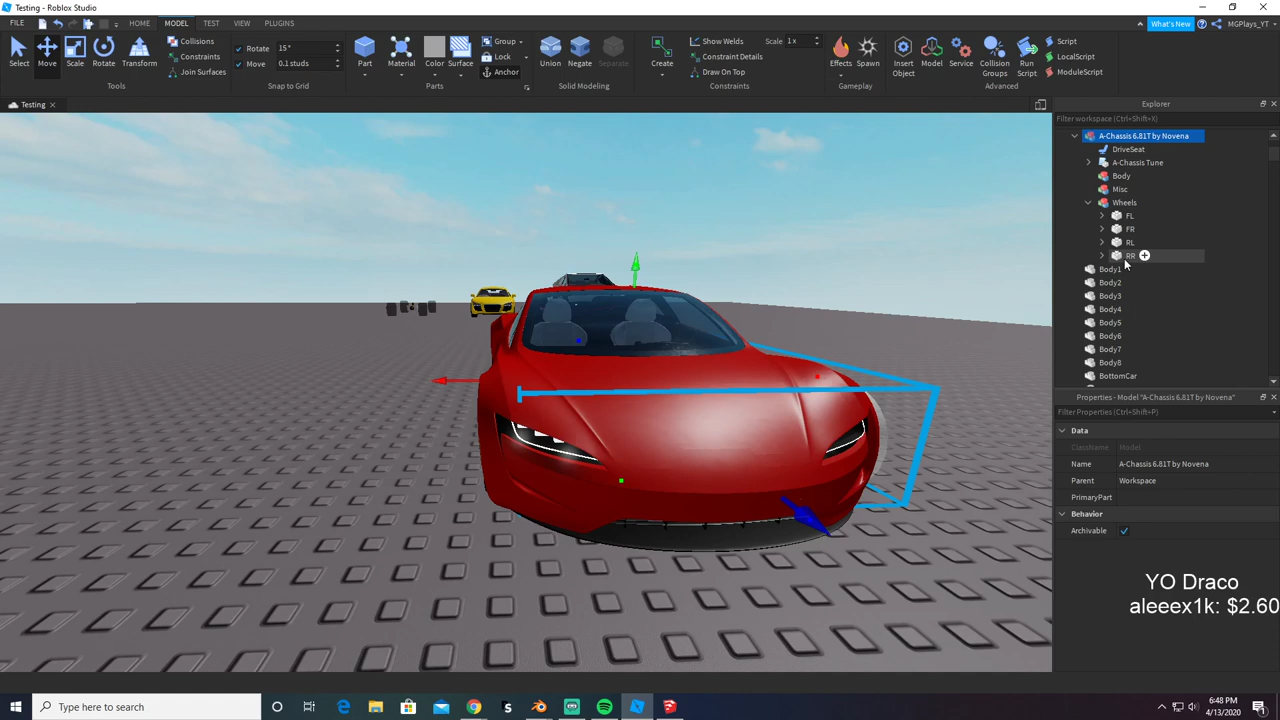 Testing - Roblox Studio
FILE HOME MODEL TEST VIEW PLUGINS What's New MGPlays_YT
Select Move Scale Rotate Transform
Collisions
Constraints
Join Surfaces
Tools
Rotate 15°
Move 0.1 studs
Snap to Grid
Part Material Color Surface
Group
Lock
Anchor
Parts
Union Negate Separate
Solid Modeling
Create
Show Welds Scale 1 x
Constraint Details
Draw On Top
Constraints
Effects Spawn
Gameplay
Insert Object Model Service Collision Groups Run Script
Script
LocalScript
ModuleScript
Advanced
Testing
Explorer
Filter workspace (Ctrl+Shift+X)
A-Chassis 6.81T by Novena
DriveSeat
A-Chassis Tune
Body
Misc
Wheels
FL
FR
RL
RR
Body1
Body2
Body3
Body4
Body5
Body6
Body7
Body8
BottomCar
Properties - Model "A-Chassis 6.81T by Novena"
Filter Properties (Ctrl+Shift+P)
Data
ClassName Model
Name A-Chassis 6.81T by Novena
Parent Workspace
PrimaryPart
Behavior
Archivable
YO Draco
aleeex1k: $2.60
Type here to search
6:48 PM
4/13/2020